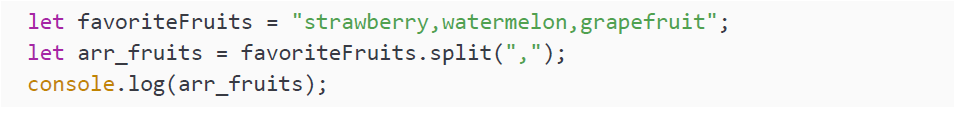 let favoriteFruits = "strawberry,watermelon,grapefruit";
let arr_fruits = favoriteFruits.split(",");
console.log(arr_fruits);